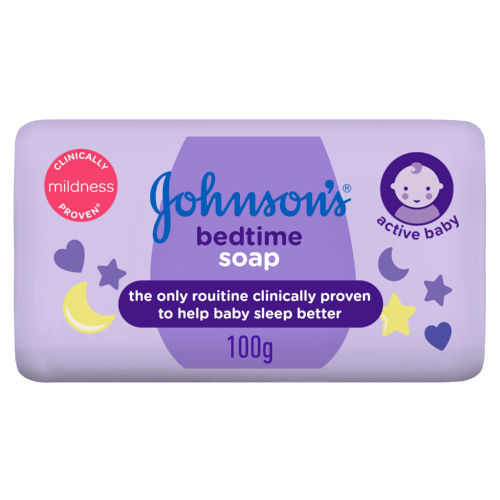 CLINICALLY
mildness
PROVEN®
Johnson's®
bedtime
soap
active baby
the only rouitine clinically proven
to help baby sleep better
100g